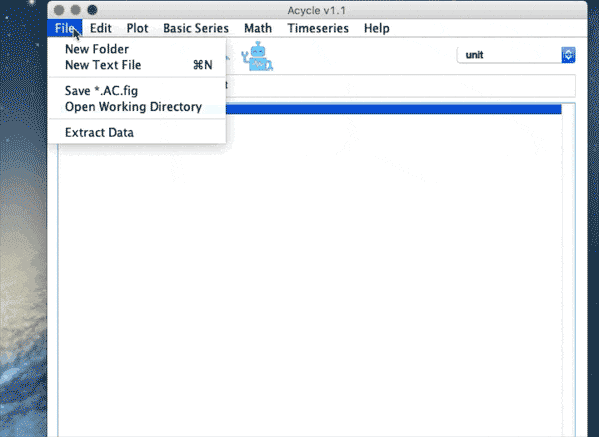 Acycle v1.1
File Edit Plot Basic Series Math Timeseries Help
unit
New Folder
New Text File ⌘N
Save *.AC.fig
Open Working Directory
Extract Data